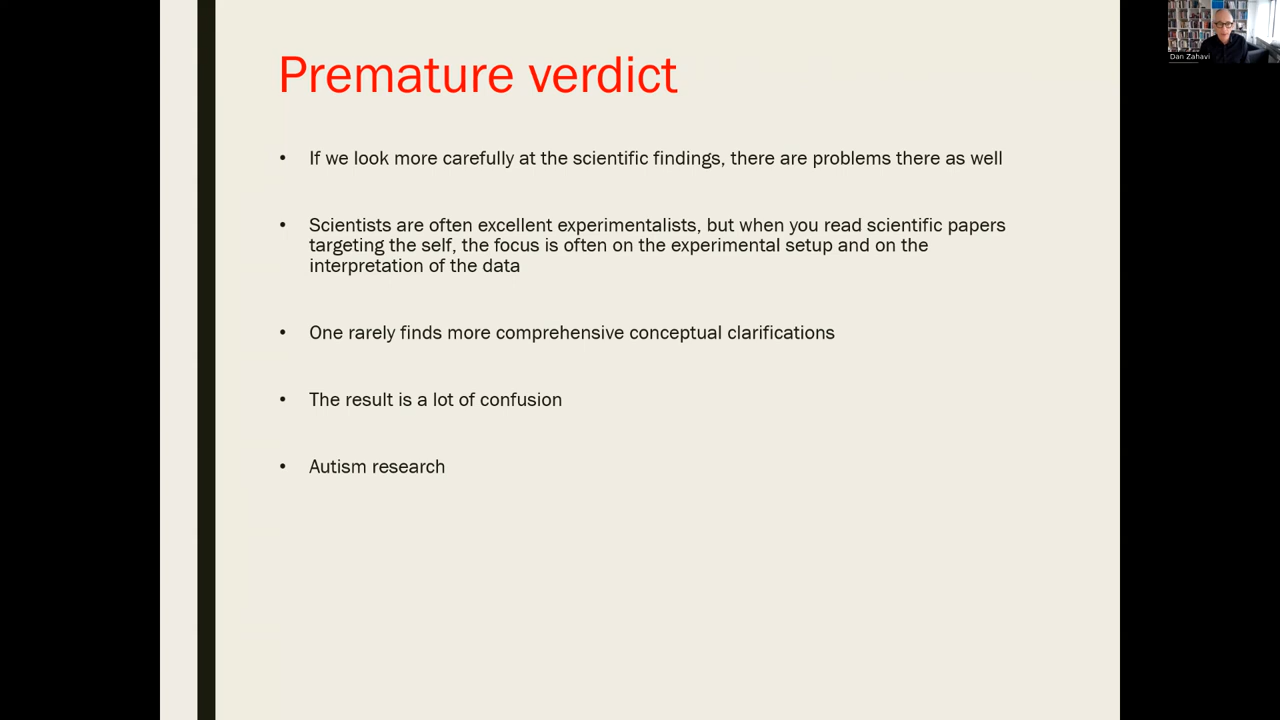 Premature verdict
• If we look more carefully at the scientific findings, there are problems there as well
• Scientists are often excellent experimentalists, but when you read scientific papers
targeting the self, the focus is often on the experimental setup and on the
interpretation of the data
• One rarely finds more comprehensive conceptual clarifications
• The result is a lot of confusion
• Autism research
Dan Zahavi